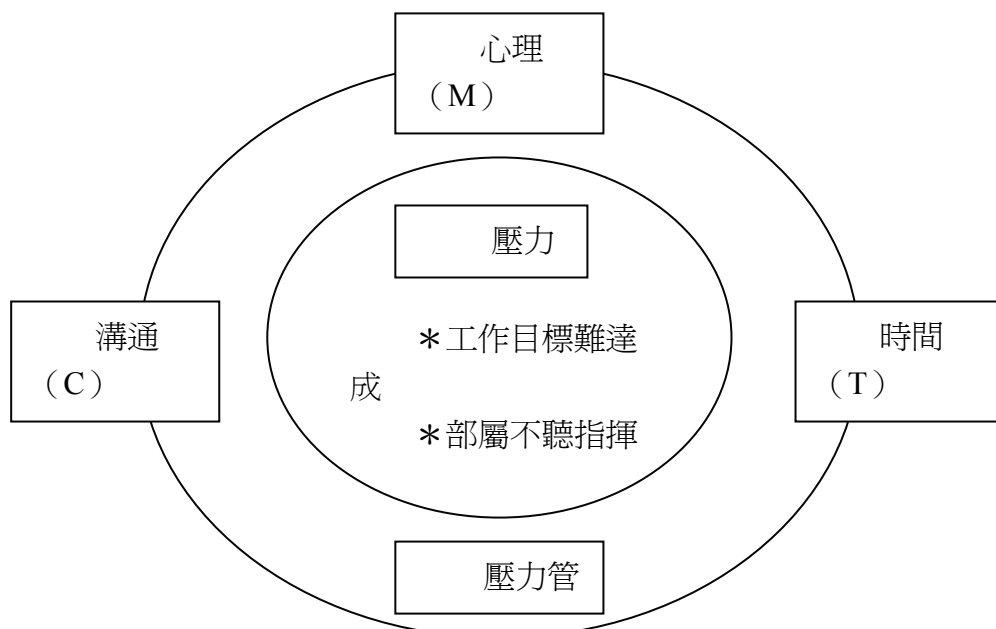 心理
（M）
壓力
溝通
（C）
＊工作目標難達
成
＊部屬不聽指揮
時間
（T）
壓力管